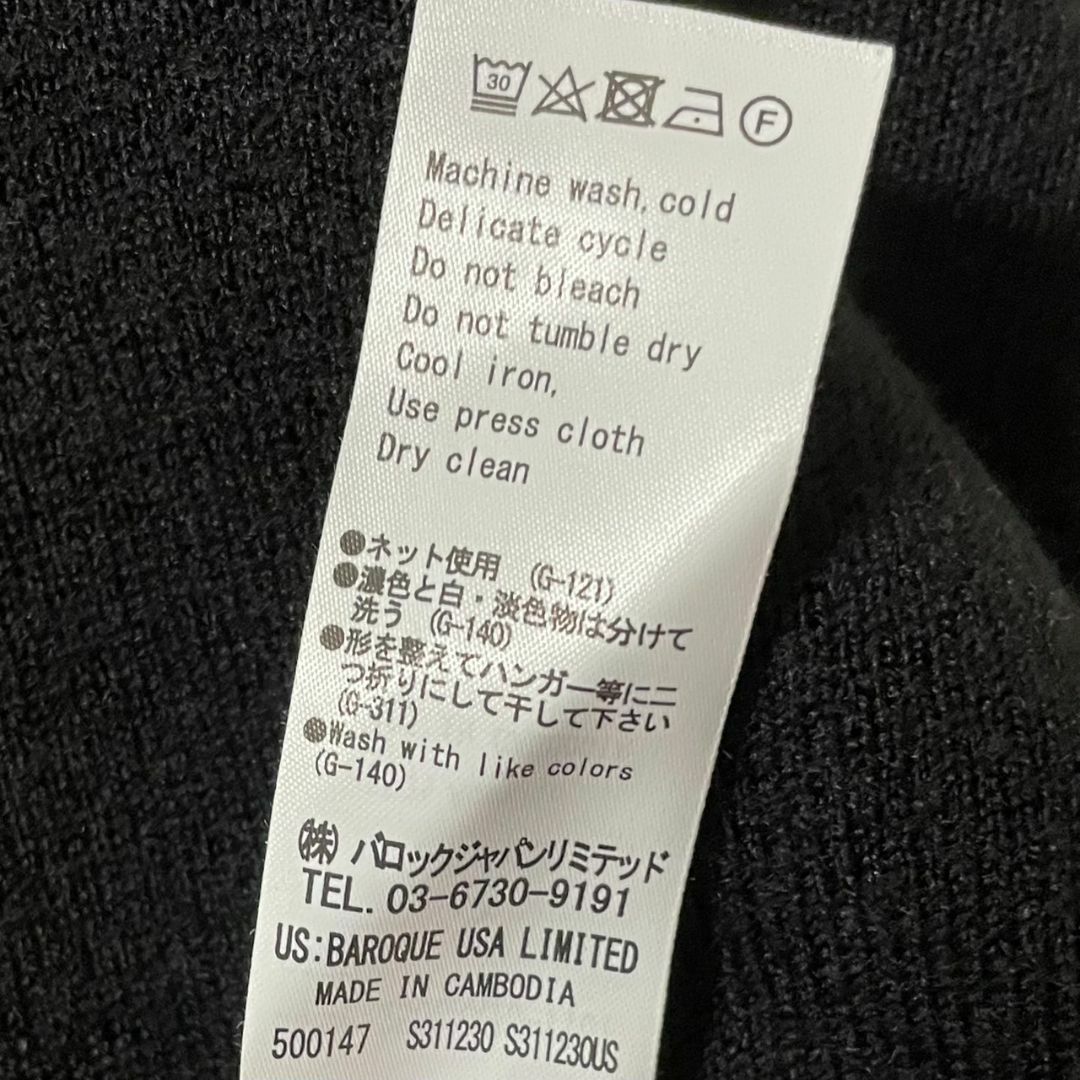 30
F
Machine wash,cold
Delicate cycle
Do not bleach
Do not tumble dry
Cool iron,
Use press cloth
Dry clean
●ネット使用 (G-121)
●濃色と白・淡色物は分けて
洗う (G-140)
●形を整えてハンガー等に二
つ折りにして干して下さい
(G-311)
●Wash with like colors
(G-140)
(株)バロックジャパンリミテッド
TEL. 03-6730-9191
US:BAROQUE USA LIMITED
MADE IN CAMBODIA
500147 S311230 S311230US